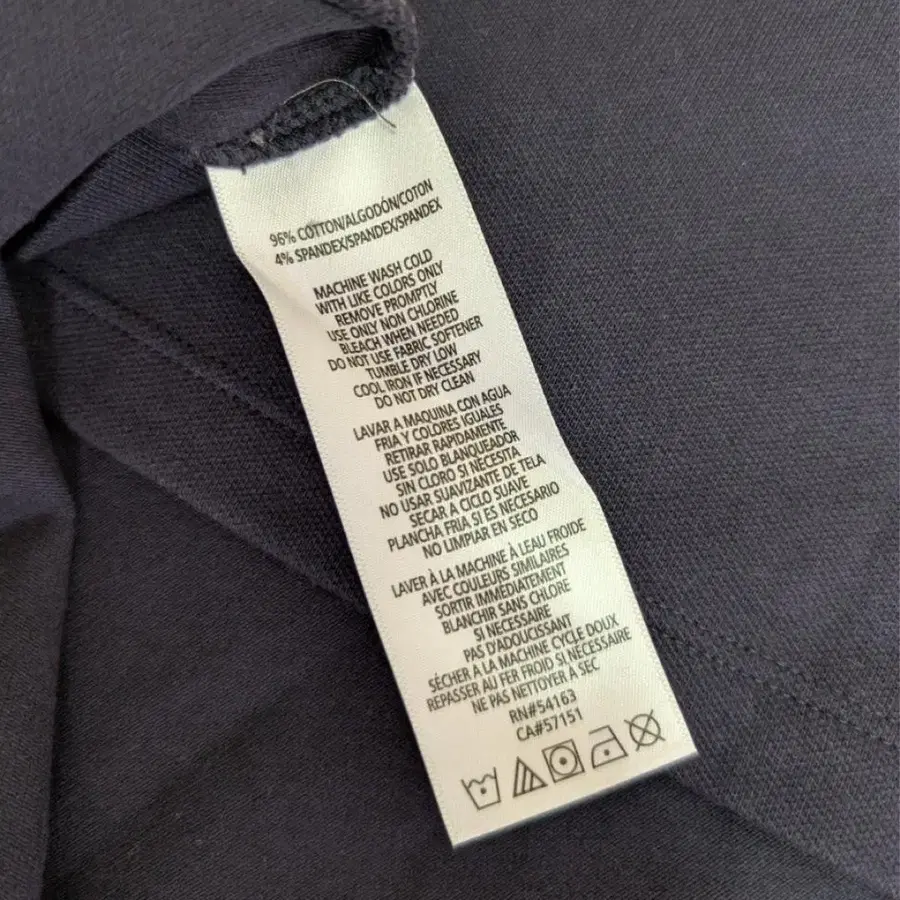 96% COTTON/ALGODÓN/COTON
4% SPANDEX/SPANDEX/SPANDEX
MACHINE WASH COLD
WITH LIKE COLORS ONLY
REMOVE PROMPTLY
USE ONLY NON CHLORINE
BLEACH WHEN NEEDED
DO NOT USE FABRIC SOFTENER
TUMBLE DRY LOW
COOL IRON IF NECESSARY
DO NOT DRY CLEAN
LAVAR A MAQUINA CON AGUA
FRIA Y COLORES IGUALES
RETIRAR RAPIDAMENTE
USE SOLO BLANQUEADOR
SIN CLORO SI NECESITA
NO USAR SUAVIZANTE DE TELA
SECAR A CICLO SUAVE
PLANCHA FRIA SI ES NECESARIO
NO LIMPIAR EN SECO
LAVER À LA MACHINE À LEAU FROIDE
AVEC COULEURS SIMILAIRES
SORTIR IMMÉDIATEMENT
BLANCHIR SANS CHLORE
SI NECESSAIRE
PAS D'ADOUCISSANT
SÉCHER A LA MACHINE CYCLE DOUX
REPASSER AU FER FROID SI NÉCESSAIRE
NE PAS NETTOYER À SEC
RN#54163
CA#57151